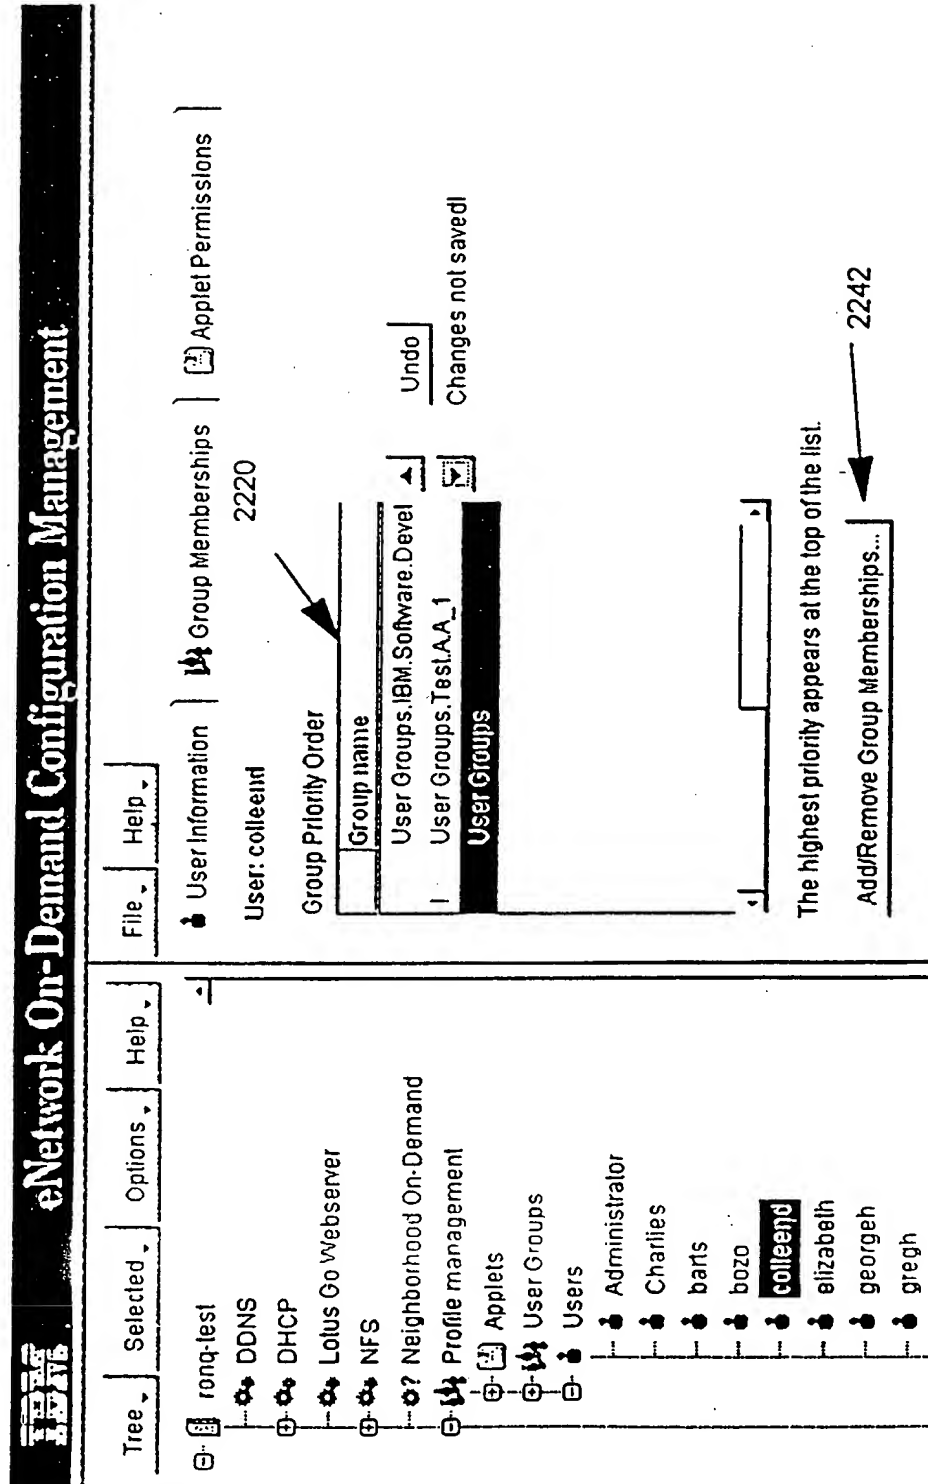 IBM eNetwork On-Demand Configuration Management
Tree Selected Options Help
ronq-test
DDNS
DHCP
Lotus Go Webserver
NFS
Neighborhood On-Demand
Profile management
Applets
User Groups
Users
Administrator
Charlies
barts
bozo
colleend
elizabeth
georgeh
gregh
File Help
User Information Group Memberships Applet Permissions
User: colleend
2220
Group Priority Order
Group name
User Groups.IBM.Software.Devel
User Groups.Test.AA_1
User Groups
Undo
Changes not saved!
The highest priority appears at the top of the list.
Add/Remove Group Memberships...
2242